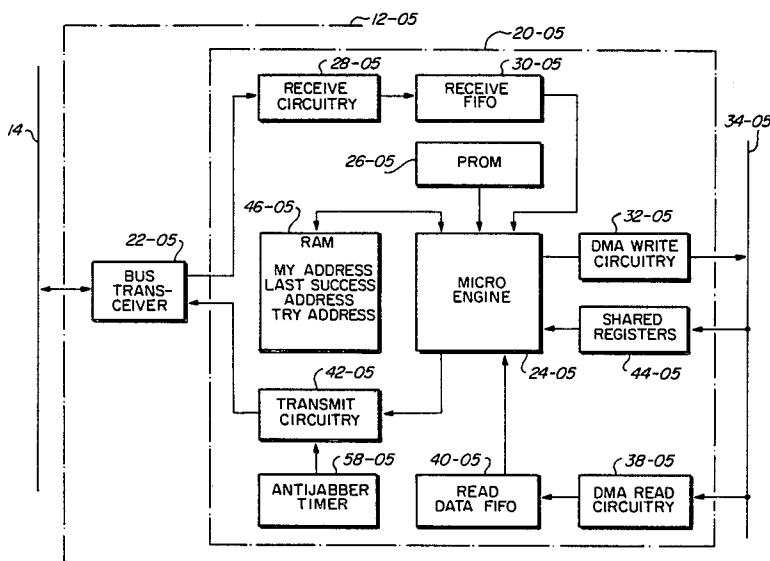 12-05
20-05
28-05
30-05
14
RECEIVE
CIRCUITRY
RECEIVE
FIFO
34-05
26-05
PROM
46-05
32-05
22-05
RAM
MY ADDRESS
LAST SUCCESS
ADDRESS
TRY ADDRESS
MICRO
ENGINE
DMA WRITE
CIRCUITRY
BUS
TRANS-
CEIVER
SHARED
REGISTERS
42-05
24-05
44-05
TRANSMIT
CIRCUITRY
58-05
40-05
38-05
ANTIJABBER
TIMER
READ
DATA FIFO
DMA READ
CIRCUITRY